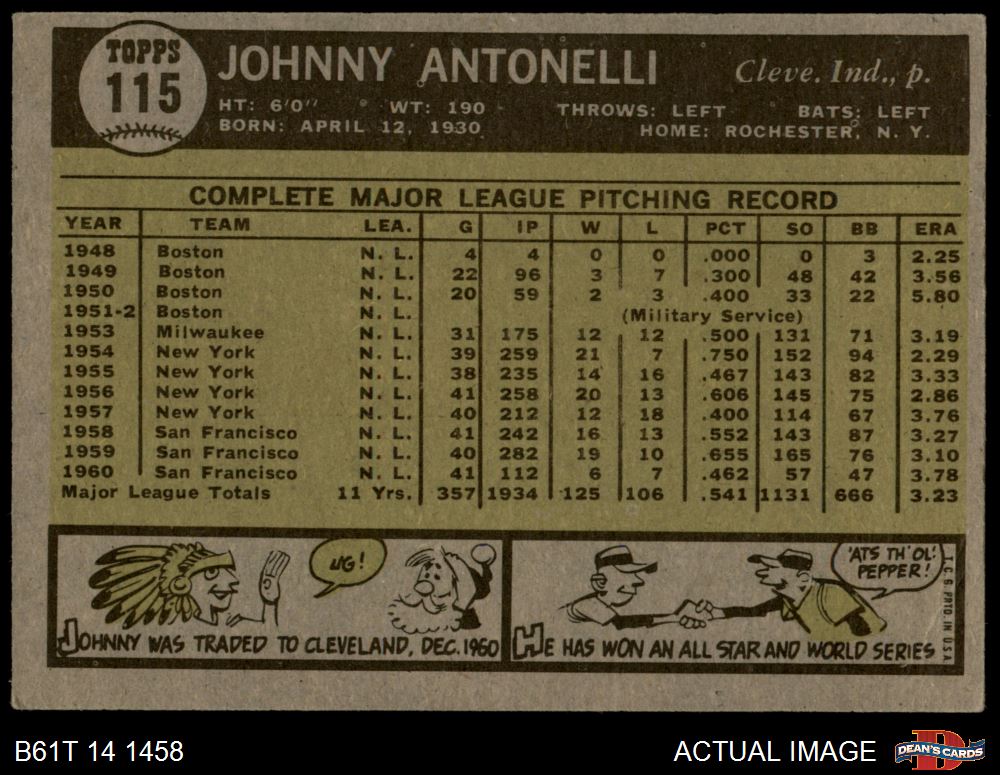 TOPPS
115
JOHNNY ANTONELLI
Cleve. Ind., p.
HT: 6'0" WT: 190 THROWS: LEFT BATS: LEFT
BORN: APRIL 12, 1930 HOME: ROCHESTER, N. Y.
COMPLETE MAJOR LEAGUE PITCHING RECORD
YEAR TEAM LEA. G IP W L PCT SO BB ERA
1948 Boston N. L. 4 4 0 0 .000 0 3 2.25
1949 Boston N. L. 22 96 3 7 .300 48 42 3.56
1950 Boston N. L. 20 59 2 3 .400 33 22 5.80
1951-2 Boston N. L. (Military Service)
1953 Milwaukee N. L. 31 175 12 12 .500 131 71 3.19
1954 New York N. L. 39 259 21 7 .750 152 94 2.29
1955 New York N. L. 38 235 14 16 .467 143 82 3.33
1956 New York N. L. 41 258 20 13 .606 145 75 2.86
1957 New York N. L. 40 212 12 18 .400 114 67 3.76
1958 San Francisco N. L. 41 242 16 13 .552 143 87 3.27
1959 San Francisco N. L. 40 282 19 10 .655 165 76 3.10
1960 San Francisco N. L. 41 112 6 7 .462 57 47 3.78
Major League Totals 11 Yrs. 357 1934 125 106 .541 1131 666 3.23
UG!
JOHNNY WAS TRADED TO CLEVELAND, DEC. 1960
'ATS TH' OL'
PEPPER!
HE HAS WON AN ALL STAR AND WORLD SERIES
T. C. G. PRTD. IN U.S.A.
B61T 14 1458
ACTUAL IMAGE
DEAN'S CARDS